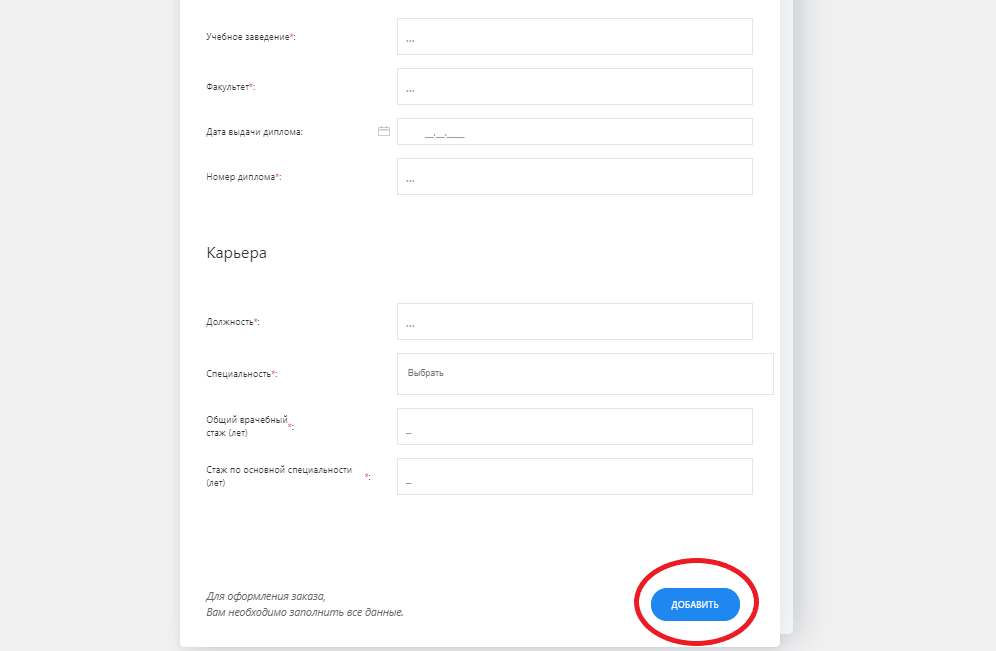 Учебное заведение*:
...
Факультет*:
...
Дата выдачи диплома:
__.__.____
Номер диплома*:
...
Карьера
Должность*:
...
Специальность*:
Выбрать
Общий врачебный
стаж (лет)
*:
_
Стаж по основной специальности
(лет)
*:
_
Для оформления заказа,
Вам необходимо заполнить все данные.
ДОБАВИТЬ